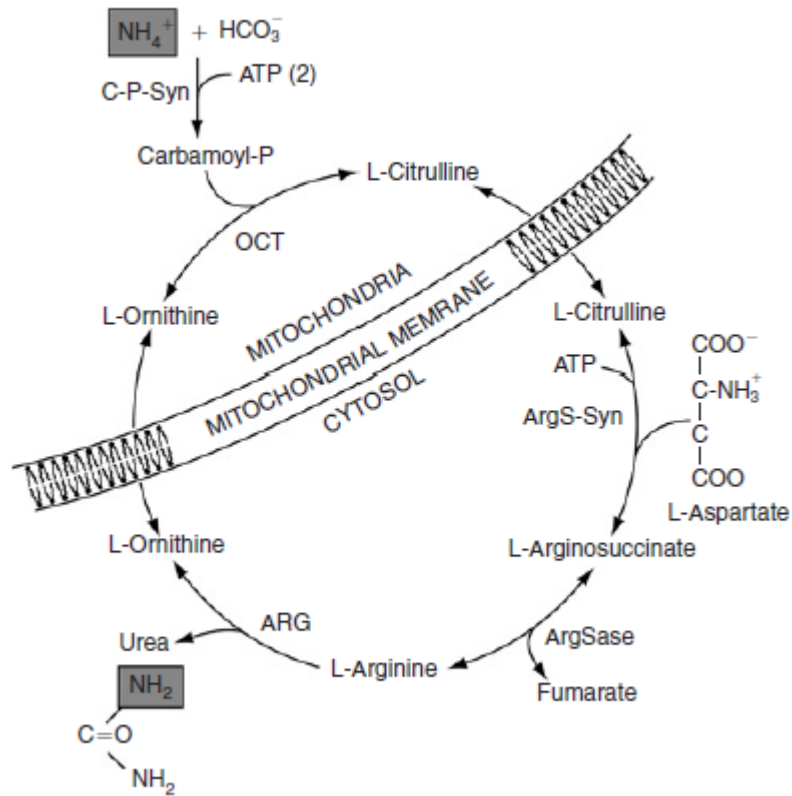 NH₄⁺ + HCO₃⁻
ATP (2)
C-P-Syn
Carbamoyl-P
L-Citrulline
OCT
L-Ornithine
MITOCHONDRIA
MITOCHONDRIAL MEMRANE
CYTOSOL
L-Citrulline
COO⁻
ATP
C-NH₃⁺
ArgS-Syn
C
COO
L-Aspartate
L-Ornithine
L-Arginosuccinate
ARG
Urea
ArgSase
L-Arginine
NH₂
Fumarate
C=O
NH₂